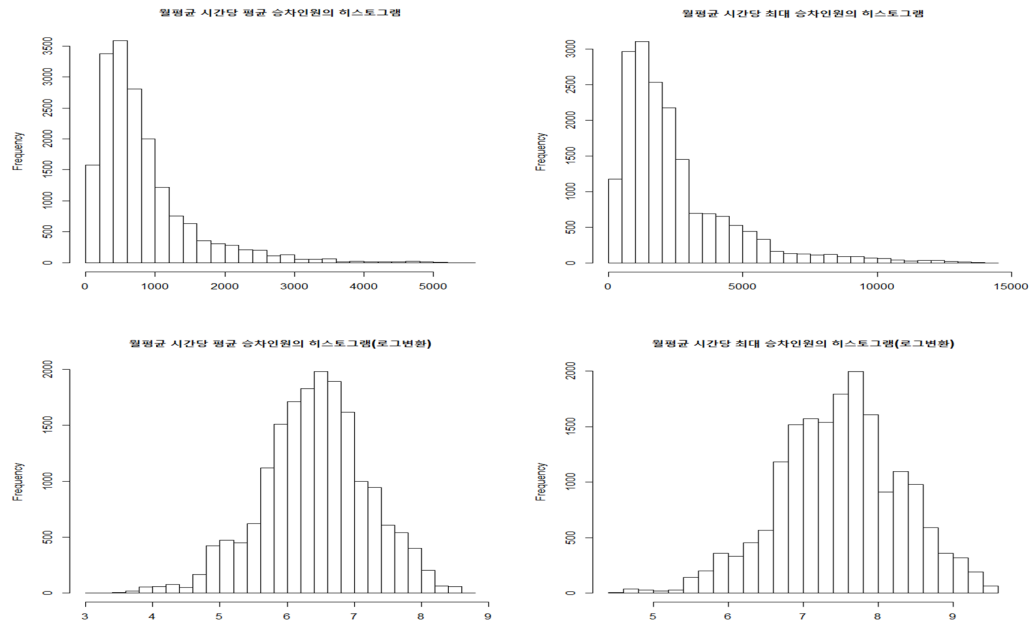 월평균 시간당 평균 승차인원의 히스토그램
Frequency
0 500 1000 1500 2000 2500 3000 3500
0 1000 2000 3000 4000 5000
월평균 시간당 최대 승차인원의 히스토그램
Frequency
0 500 1000 1500 2000 2500 3000
0 5000 10000 15000
월평균 시간당 평균 승차인원의 히스토그램(로그변환)
Frequency
0 500 1000 1500 2000
3 4 5 6 7 8 9
월평균 시간당 최대 승차인원의 히스토그램(로그변환)
Frequency
0 500 1000 1500 2000
5 6 7 8 9